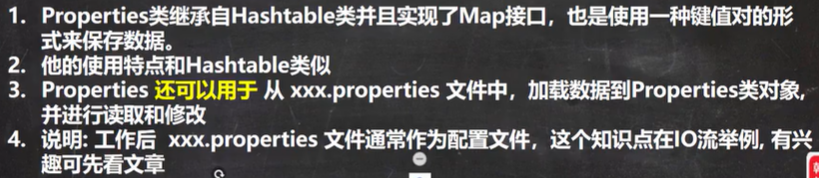 1. Properties类继承自Hashtable类并且实现了Map接口，也是使用一种键值对的形
式来保存数据。
2. 他的使用特点和Hashtable类似
3. Properties 还可以用于 从 xxx.properties 文件中，加载数据到Properties类对象,
并进行读取和修改
4. 说明: 工作后 xxx.properties 文件通常作为配置文件，这个知识点在IO流举例, 有兴
趣可先看文章